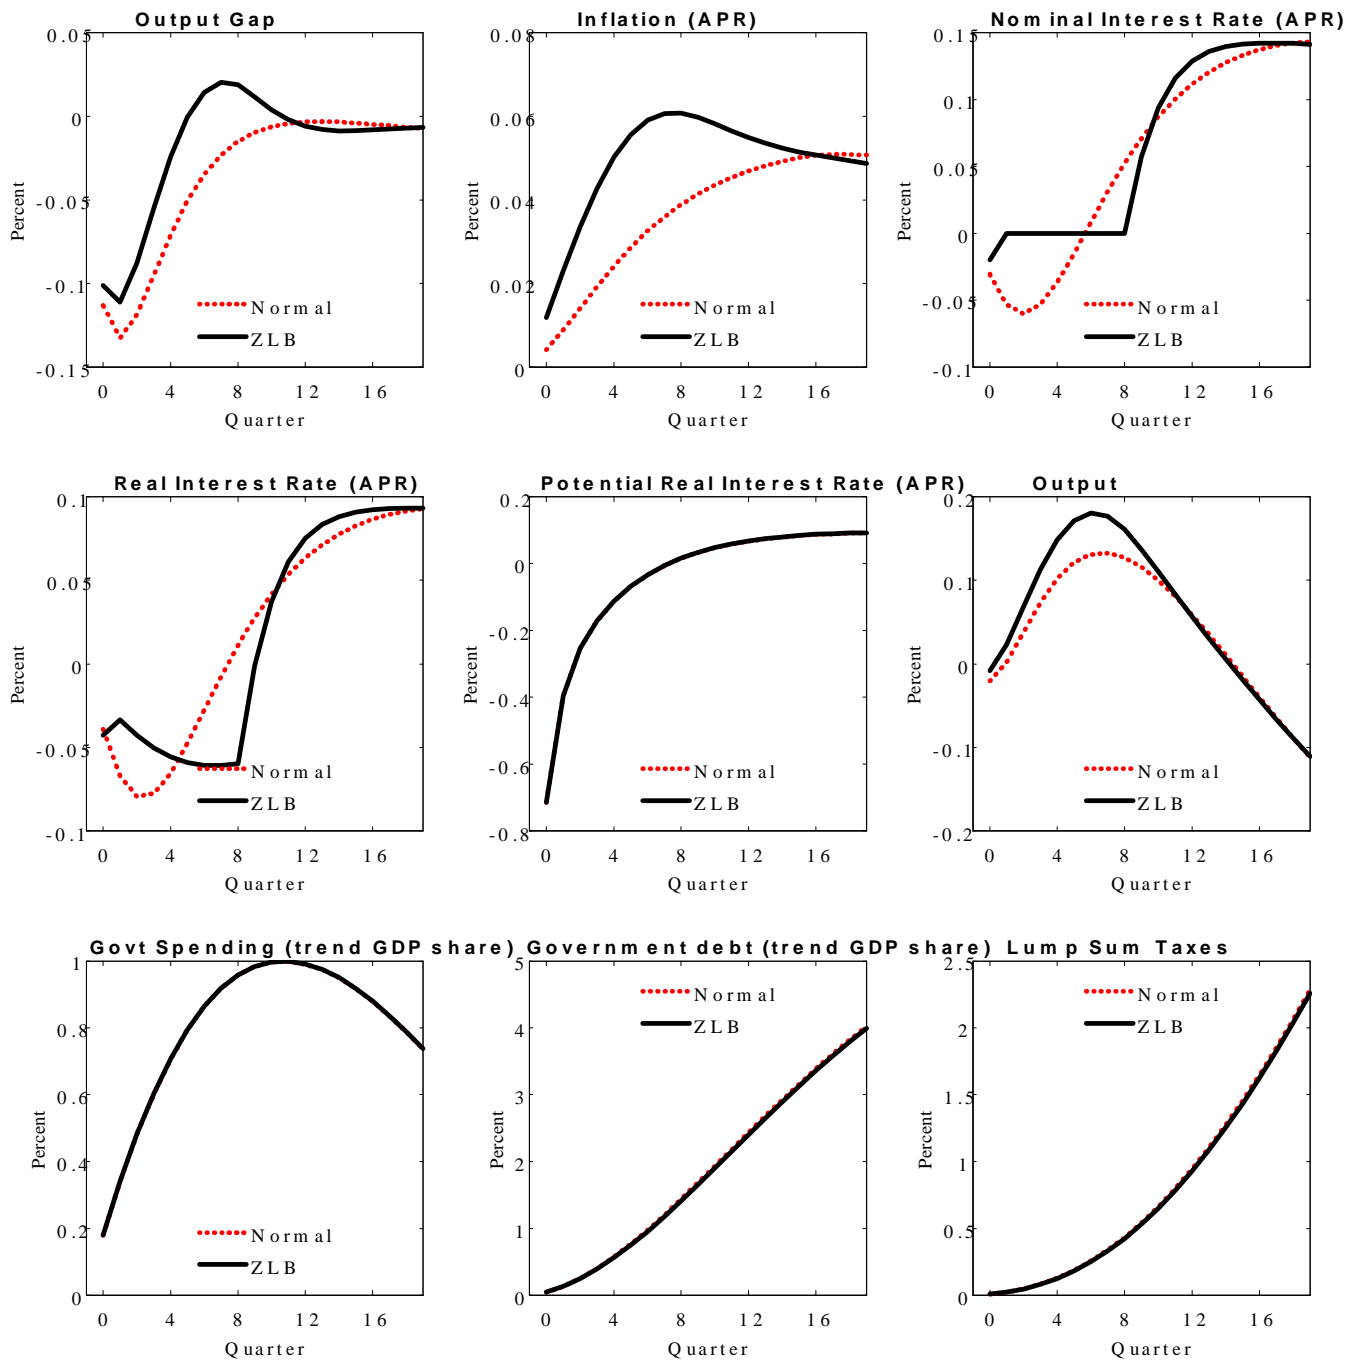 Output Gap
0.05
0
-0.05
-0.1
-0.15
Percent
Normal
ZLB
0 4 8 12 16
Quarter
Inflation (APR)
0.08
0.06
0.04
0.02
0
Percent
Normal
ZLB
0 4 8 12 16
Quarter
Nominal Interest Rate (APR)
0.15
0.1
0.05
0
-0.05
-0.1
Percent
Normal
ZLB
0 4 8 12 16
Quarter
Real Interest Rate (APR)
0.1
0.05
0
-0.05
-0.1
Percent
Normal
ZLB
0 4 8 12 16
Quarter
Potential Real Interest Rate (APR)
0.2
0
-0.2
-0.4
-0.6
-0.8
Percent
Normal
ZLB
0 4 8 12 16
Quarter
Output
0.2
0.1
0
-0.1
-0.2
Percent
Normal
ZLB
0 4 8 12 16
Quarter
Govt Spending (trend GDP share)
1
0.8
0.6
0.4
0.2
0
Percent
Normal
ZLB
0 4 8 12 16
Quarter
Government debt (trend GDP share)
5
4
3
2
1
0
Percent
Normal
ZLB
0 4 8 12 16
Quarter
Lump Sum Taxes
2.5
2
1.5
1
0.5
0
Percent
Normal
ZLB
0 4 8 12 16
Quarter